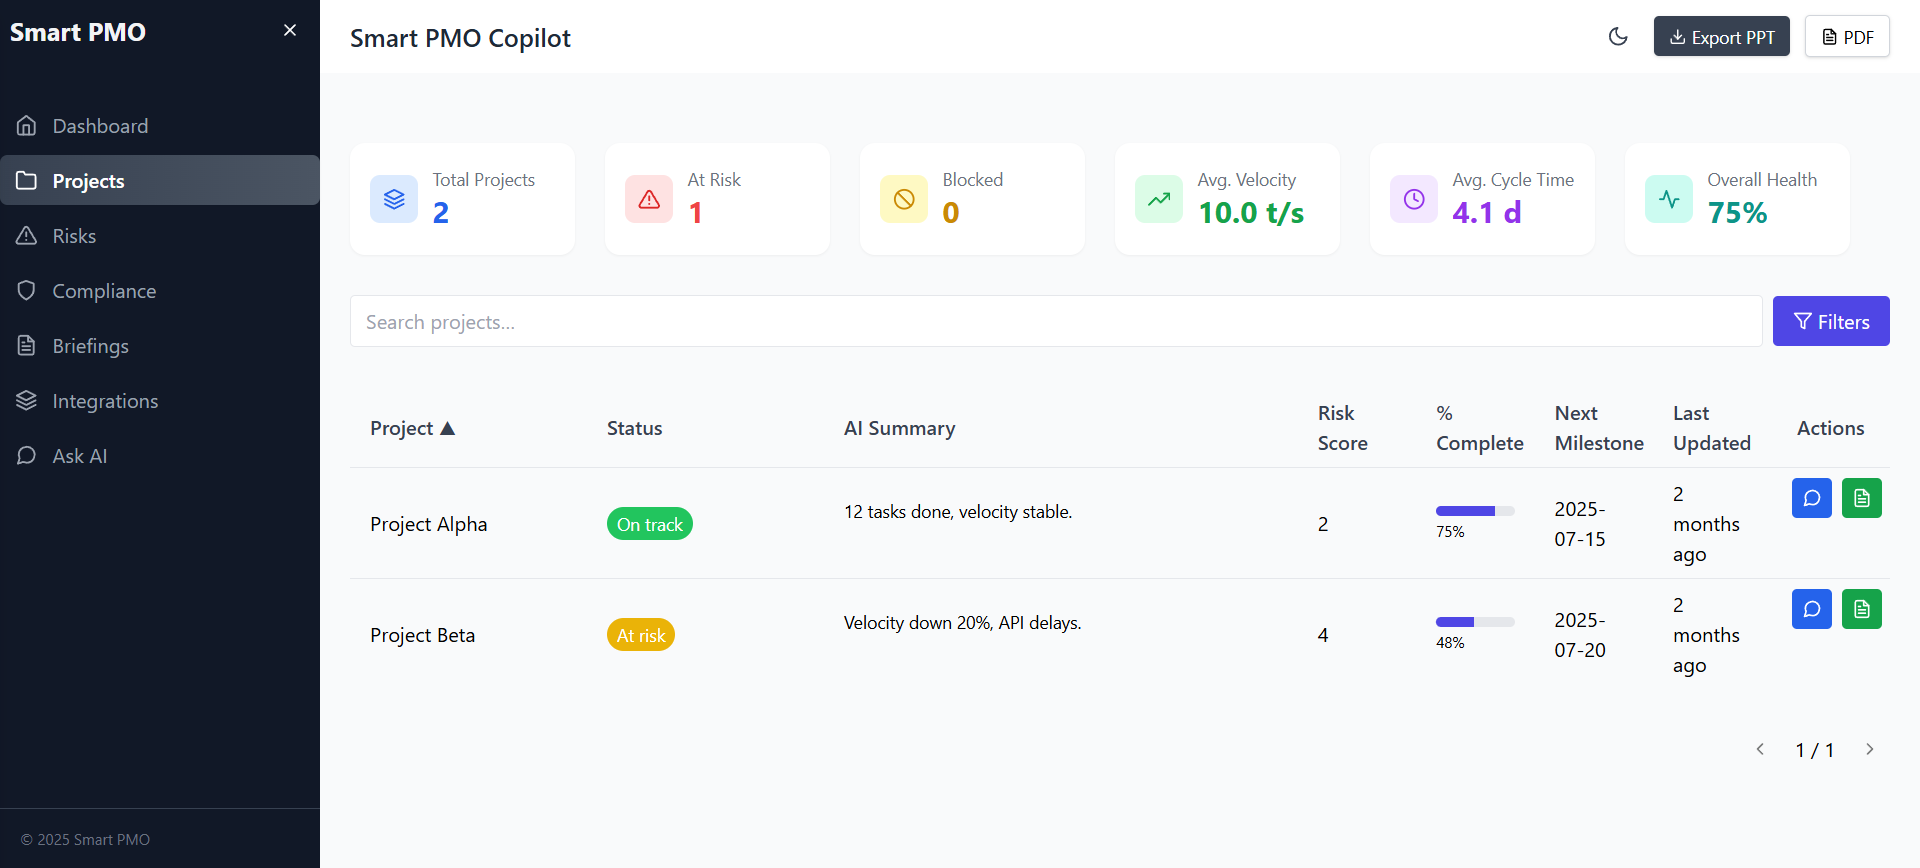 Smart PMO
Dashboard
Projects
Risks
Compliance
Briefings
Integrations
Ask AI
© 2025 Smart PMO
Smart PMO Copilot
Export PPT
PDF
Total Projects
2
At Risk
1
Blocked
0
Avg. Velocity
10.0 t/s
Avg. Cycle Time
4.1 d
Overall Health
75%
Search projects...
Filters
Project ▲
Status
AI Summary
Risk
Score
%
Complete
Next
Milestone
Last
Updated
Actions
Project Alpha
On track
12 tasks done, velocity stable.
2
75%
2025-
07-15
2
months
ago
Project Beta
At risk
Velocity down 20%, API delays.
4
48%
2025-
07-20
2
months
ago
1 / 1